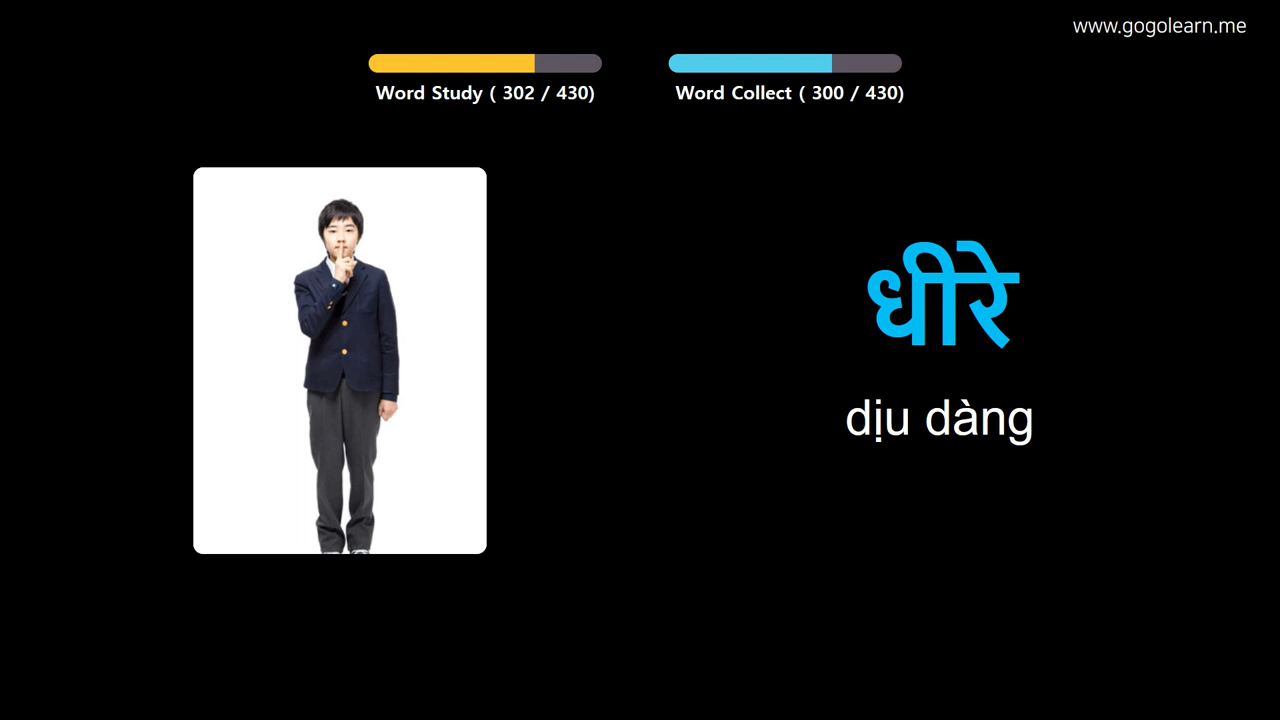 www.gogolearn.me
Word Study ( 302 / 430)
Word Collect ( 300 / 430)
धीरे
dịu dàng